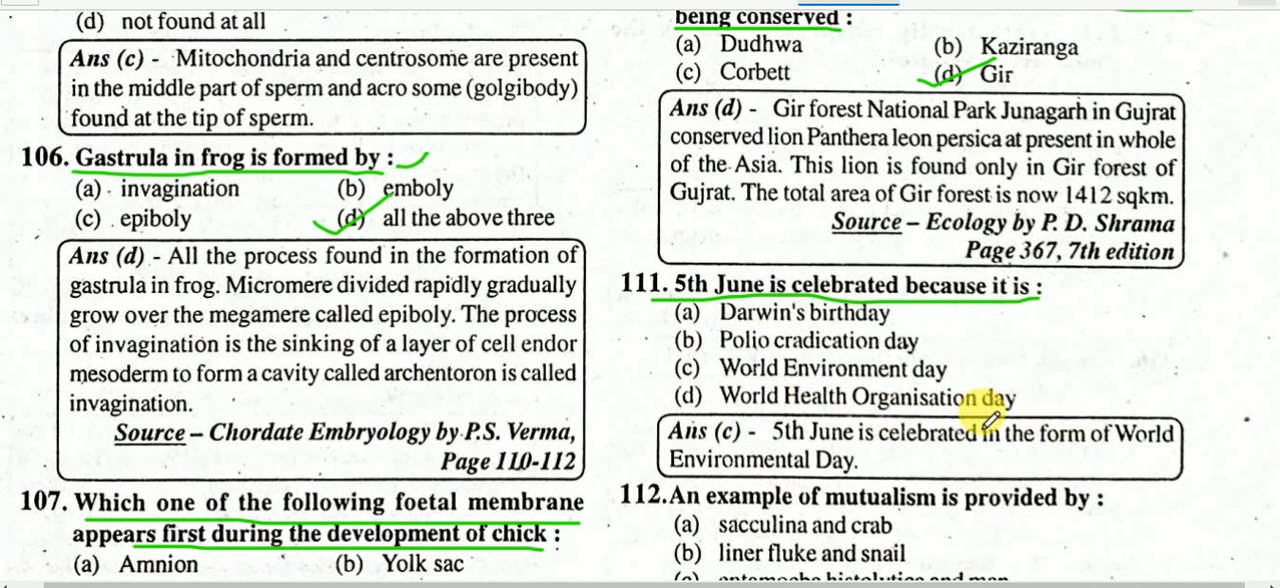 (d) not found at all
Ans (c) - Mitochondria and centrosome are present
in the middle part of sperm and acro some (golgibody)
found at the tip of sperm.
106. Gastrula in frog is formed by :
(a) invagination (b) emboly
(c) epiboly (d) all the above three
Ans (d) - All the process found in the formation of
gastrula in frog. Micromere divided rapidly gradually
grow over the megamere called epiboly. The process
of invagination is the sinking of a layer of cell endor
mesoderm to form a cavity called archentoron is called
invagination.
Source – Chordate Embryology by P.S. Verma,
Page 110-112
107. Which one of the following foetal membrane
appears first during the development of chick :
(a) Amnion (b) Yolk sac
being conserved :
(a) Dudhwa (b) Kaziranga
(c) Corbett (d) Gir
Ans (d) - Gir forest National Park Junagarh in Gujrat
conserved lion Panthera leon persica at present in whole
of the Asia. This lion is found only in Gir forest of
Gujrat. The total area of Gir forest is now 1412 sqkm.
Source – Ecology by P. D. Shrama
Page 367, 7th edition
111. 5th June is celebrated because it is :
(a) Darwin's birthday
(b) Polio cradication day
(c) World Environment day
(d) World Health Organisation day
Ans (c) - 5th June is celebrated in the form of World
Environmental Day.
112. An example of mutualism is provided by :
(a) sacculina and crab
(b) liner fluke and snail
(c) entamoeba histolytica and man